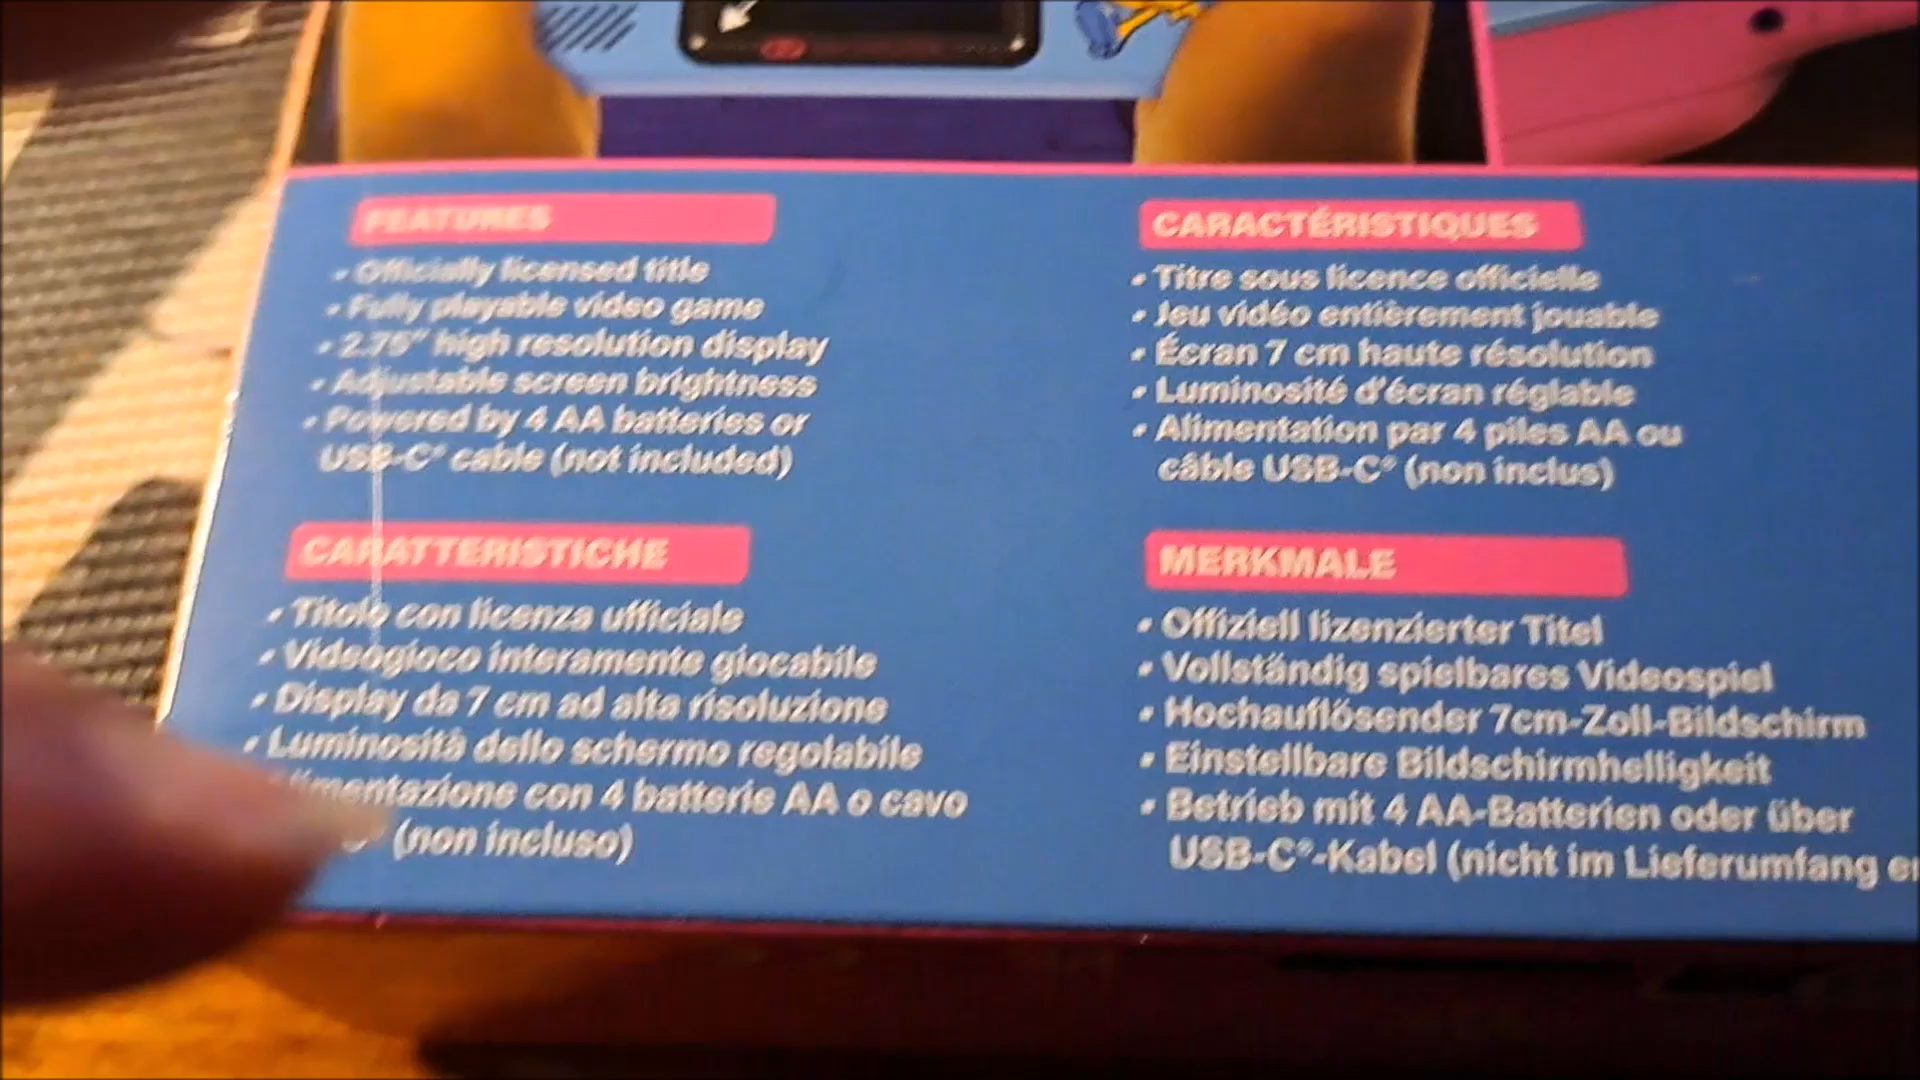 FEATURES
• Officially licensed title
• Fully playable video game
• 2.75" high resolution display
• Adjustable screen brightness
• Powered by 4 AA batteries or
USB-C® cable (not included)
CARACTÉRISTIQUES
• Titre sous licence officielle
• Jeu vidéo entièrement jouable
• Écran 7 cm haute résolution
• Luminosité d'écran réglable
• Alimentation par 4 piles AA ou
câble USB-C® (non inclus)
CARATTERISTICHE
• Titolo con licenza ufficiale
• Videogioco interamente giocabile
• Display da 7 cm ad alta risoluzione
• Luminosità dello schermo regolabile
con 4 batterie AA o cavo
(non incluso)
MERKMALE
• Offiziell lizenzierter Titel
• Vollständig spielbares Videospiel
• Hochauflösender 7cm-Zoll-Bildschirm
• Einstellbare Bildschirmhelligkeit
• Betrieb mit 4 AA-Batterien oder über
USB-C®-Kabel (nicht im Lieferumfang